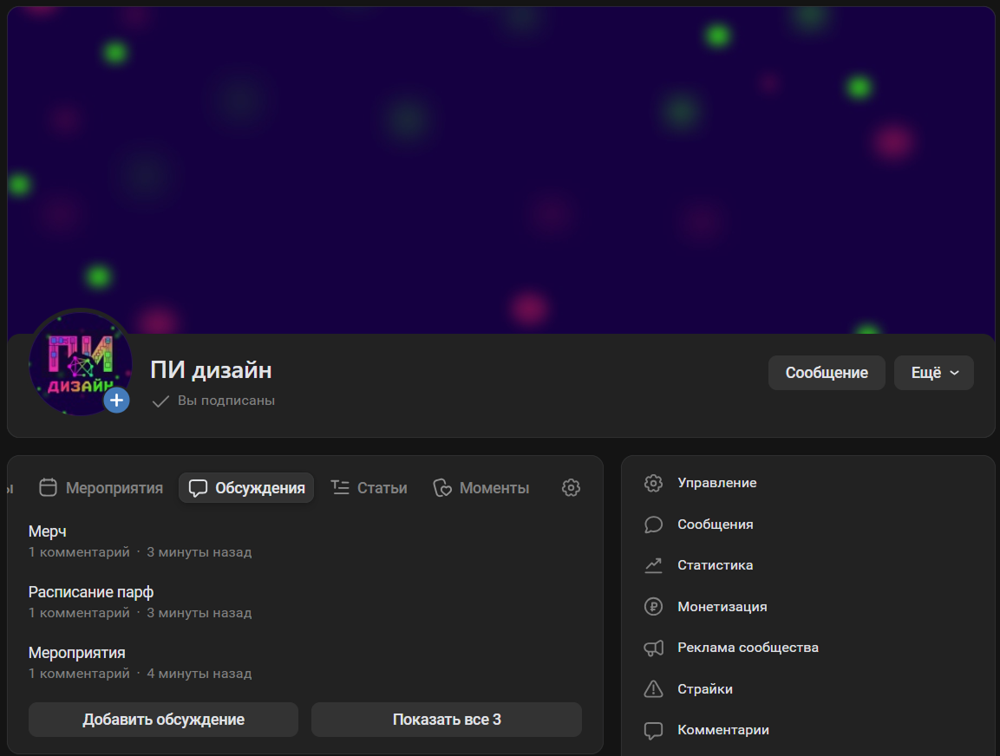 ПИ
ДИЗАЙН
ПИ дизайн
Вы подписаны
Сообщение
Ещё
ы
Мероприятия
Обсуждения
Статьи
Моменты
Мерч
1 комментарий · 3 минуты назад
Расписание парф
1 комментарий · 3 минуты назад
Мероприятия
1 комментарий · 4 минуты назад
Добавить обсуждение
Показать все 3
Управление
Сообщения
Статистика
Монетизация
Реклама сообщества
Страйки
Комментарии